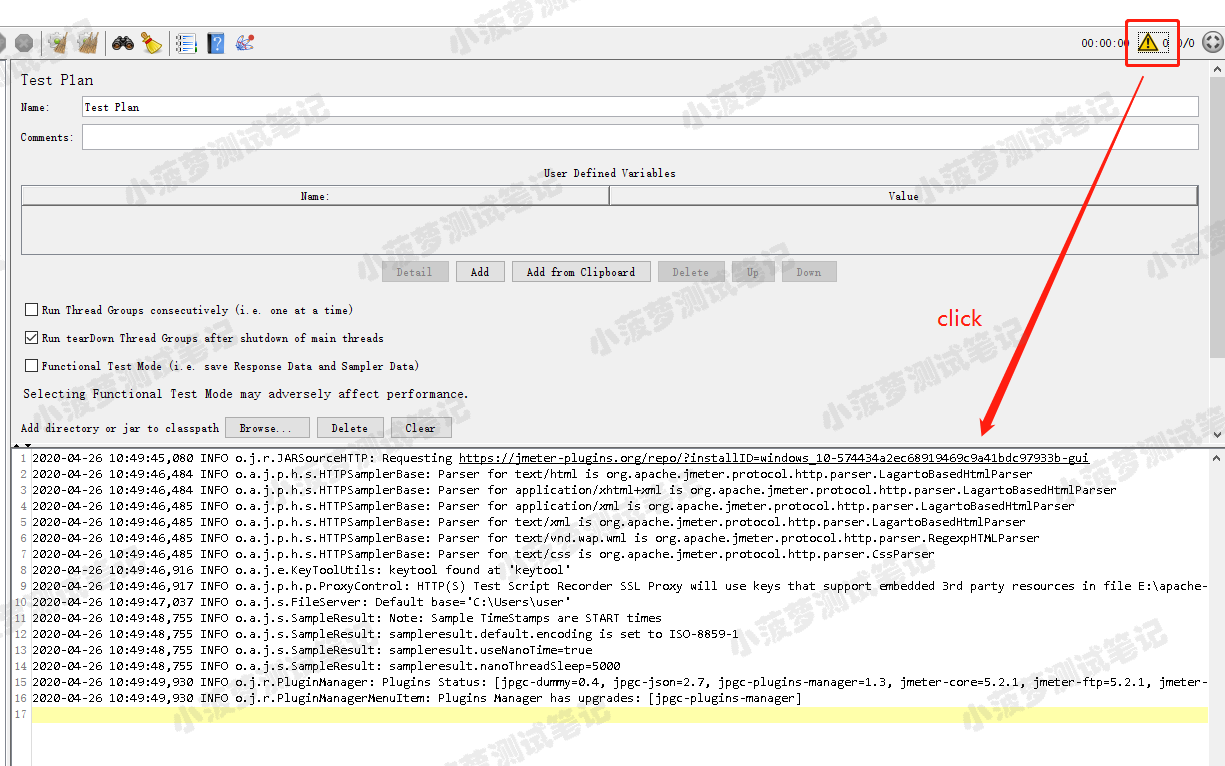 00:00:00 0 0/0
Test Plan
Name: Test Plan
Comments:
User Defined Variables
Name: Value
Detail Add Add from Clipboard Delete Up Down
Run Thread Groups consecutively (i.e. one at a time)
click
Run tearDown Thread Groups after shutdown of main threads
Functional Test Mode (i.e. save Response Data and Sampler Data)
Selecting Functional Test Mode may adversely affect performance.
Add directory or jar to classpath Browse... Delete Clear
1 2020-04-26 10:49:45,080 INFO o.j.r.JARSourceHTTP: Requesting https://jmeter-plugins.org/repo/?installID=windows_10-574434a2ec68919469c9a41bdc97933b-gui
2 2020-04-26 10:49:46,484 INFO o.a.j.p.h.s.HTTPSamplerBase: Parser for text/html is org.apache.jmeter.protocol.http.parser.LagartoBasedHtmlParser
3 2020-04-26 10:49:46,484 INFO o.a.j.p.h.s.HTTPSamplerBase: Parser for application/xhtml+xml is org.apache.jmeter.protocol.http.parser.LagartoBasedHtmlParser
4 2020-04-26 10:49:46,485 INFO o.a.j.p.h.s.HTTPSamplerBase: Parser for application/xml is org.apache.jmeter.protocol.http.parser.LagartoBasedHtmlParser
5 2020-04-26 10:49:46,485 INFO o.a.j.p.h.s.HTTPSamplerBase: Parser for text/xml is org.apache.jmeter.protocol.http.parser.LagartoBasedHtmlParser
6 2020-04-26 10:49:46,485 INFO o.a.j.p.h.s.HTTPSamplerBase: Parser for text/vnd.wap.wml is org.apache.jmeter.protocol.http.parser.RegexpHTMLParser
7 2020-04-26 10:49:46,485 INFO o.a.j.p.h.s.HTTPSamplerBase: Parser for text/css is org.apache.jmeter.protocol.http.parser.CssParser
8 2020-04-26 10:49:46,916 INFO o.a.j.e.KeyToolUtils: keytool found at 'keytool'
9 2020-04-26 10:49:46,917 INFO o.a.j.p.h.p.ProxyControl: HTTP(S) Test Script Recorder SSL Proxy will use keys that support embedded 3rd party resources in file E:\apache-
10 2020-04-26 10:49:47,037 INFO o.a.j.s.FileServer: Default base='C:\Users\user'
11 2020-04-26 10:49:48,755 INFO o.a.j.s.SampleResult: Note: Sample TimeStamps are START times
12 2020-04-26 10:49:48,755 INFO o.a.j.s.SampleResult: sampleresult.default.encoding is set to ISO-8859-1
13 2020-04-26 10:49:48,755 INFO o.a.j.s.SampleResult: sampleresult.useNanoTime=true
14 2020-04-26 10:49:48,755 INFO o.a.j.s.SampleResult: sampleresult.nanoThreadSleep=5000
15 2020-04-26 10:49:49,930 INFO o.j.r.PluginManager: Plugins Status: [jpgc-dummy=0.4, jpgc-json=2.7, jpgc-plugins-manager=1.3, jmeter-core=5.2.1, jmeter-ftp=5.2.1, jmeter-
16 2020-04-26 10:49:49,930 INFO o.j.r.PluginManagerMenuItem: Plugins Manager has upgrades: [jpgc-plugins-manager]
17
小菠萝测试笔记